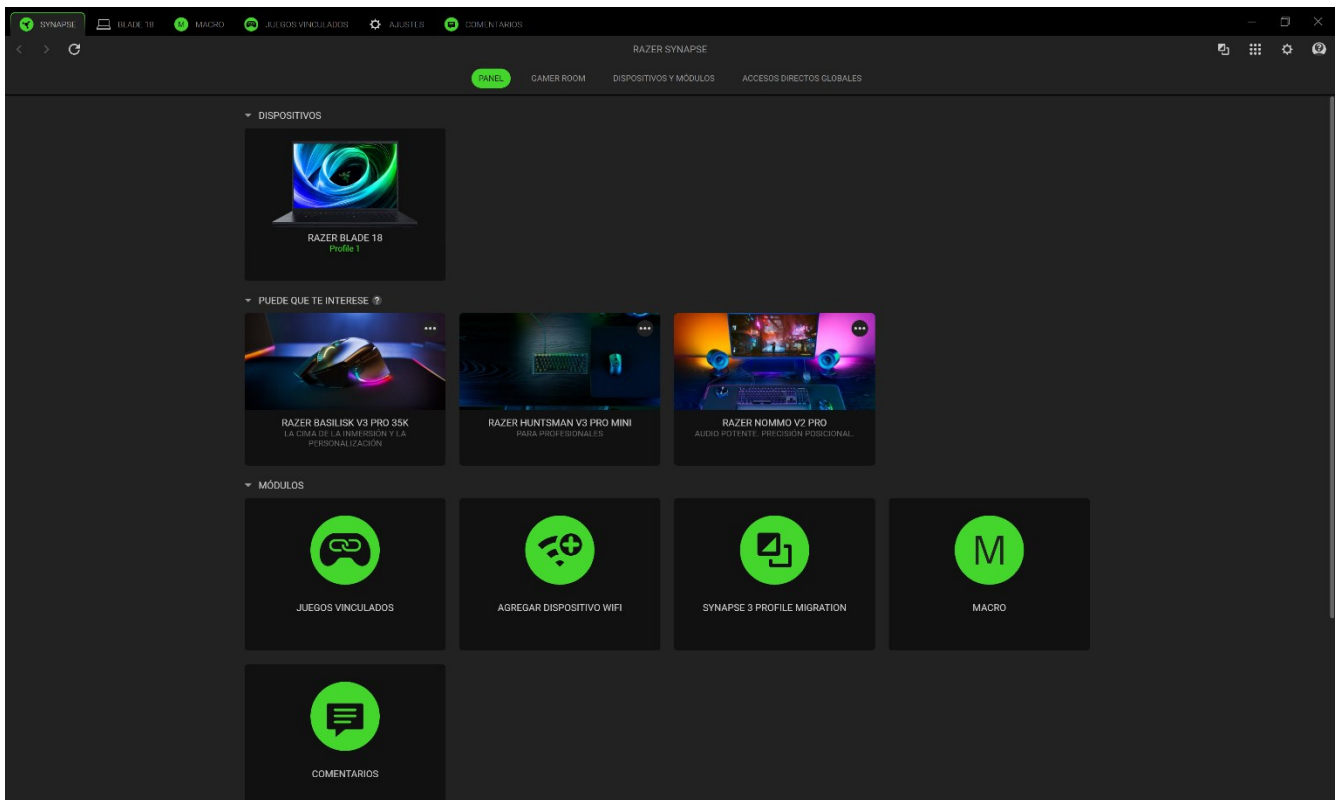 SYNAPSE
BLADE 18
M MACRO
JUEGOS VINCULADOS
AJUSTES
COMENTARIOS
RAZER SYNAPSE
PANEL
GAMER ROOM
DISPOSITIVOS Y MÓDULOS
ACCESOS DIRECTOS GLOBALES
DISPOSITIVOS
RAZER BLADE 18
Profile 1
PUEDE QUE TE INTERESE ?
RAZER BASILISK V3 PRO 35K
LA CIMA DE LA INMERSIÓN Y LA
PERSONALIZACIÓN
RAZER HUNTSMAN V3 PRO MINI
PARA PROFESIONALES
RAZER NOMMO V2 PRO
AUDIO POTENTE. PRECISIÓN POSICIONAL.
MÓDULOS
JUEGOS VINCULADOS
AGREGAR DISPOSITIVO WIFI
SYNAPSE 3 PROFILE MIGRATION
M
MACRO
COMENTARIOS